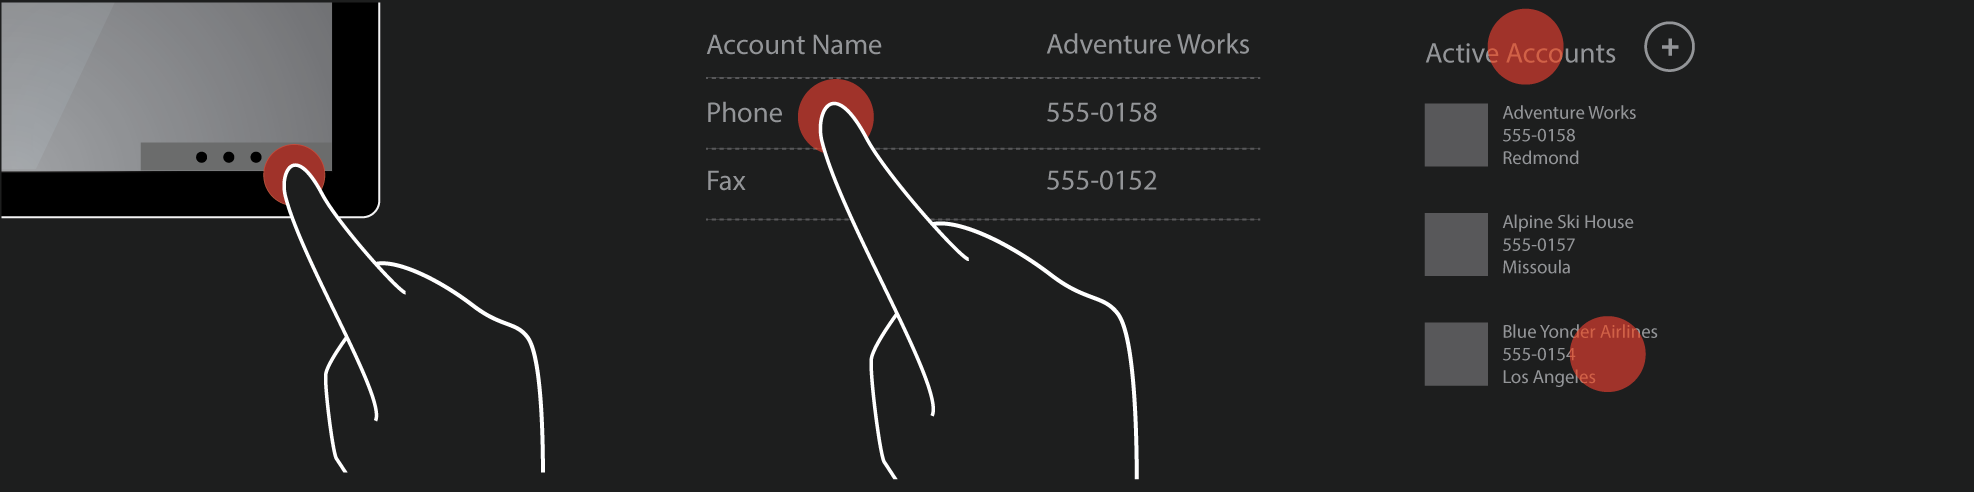 Account Name Adventure Works
Phone 555-0158
Fax 555-0152
Active Accounts
Adventure Works
555-0158
Redmond
Alpine Ski House
555-0157
Missoula
Blue Yonder Airlines
555-0154
Los Angeles